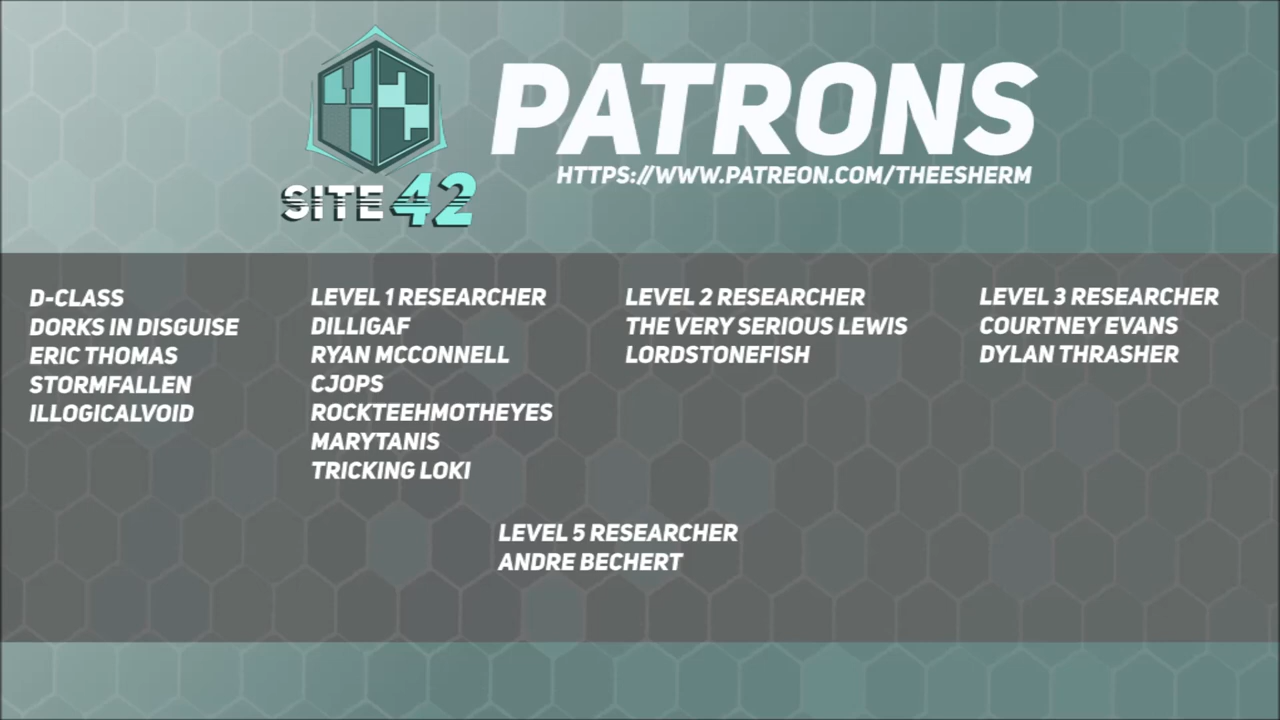 PATRONS
HTTPS://WWW.PATREON.COM/THEESHERM
SITE 42
D-CLASS
DORKS IN DISGUISE
ERIC THOMAS
STORMFALLEN
ILLOGICALVOID
LEVEL 1 RESEARCHER
DILLIGAF
RYAN MCCONNELL
CJOPS
ROCKTEEHMOTHEYES
MARYTANIS
TRICKING LOKI
LEVEL 2 RESEARCHER
THE VERY SERIOUS LEWIS
LORDSTONEFISH
LEVEL 3 RESEARCHER
COURTNEY EVANS
DYLAN THRASHER
LEVEL 5 RESEARCHER
ANDRE BECHERT